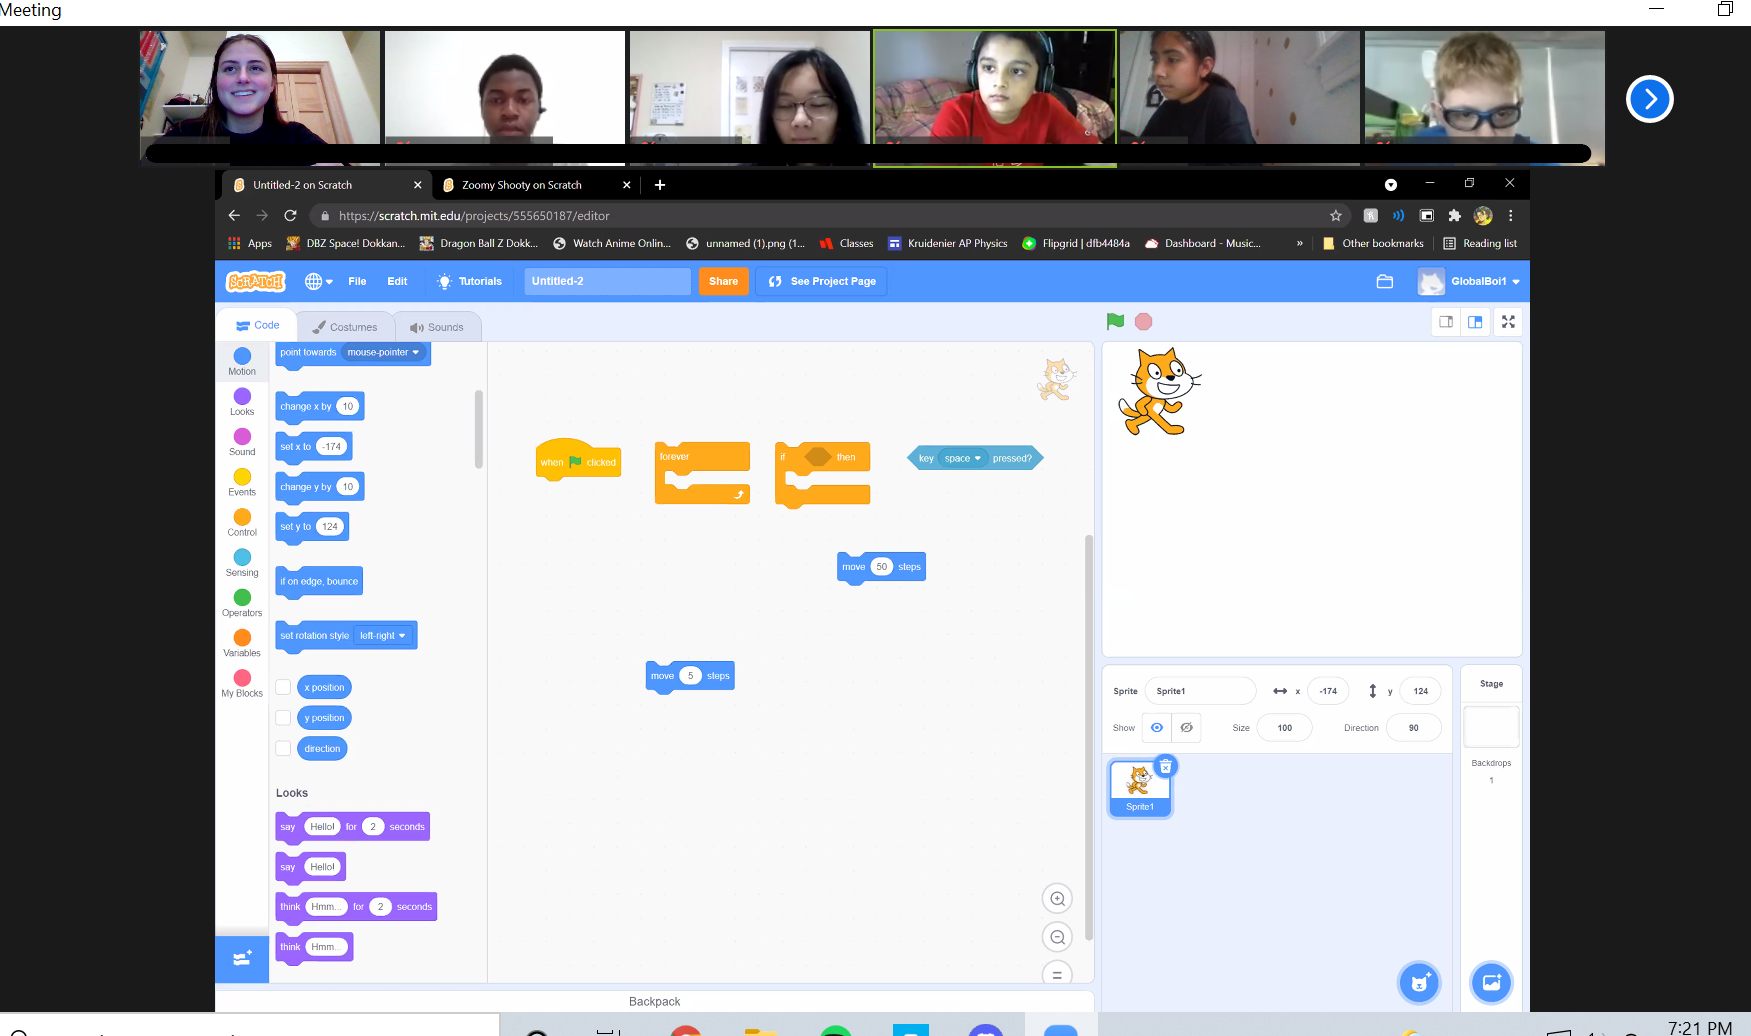 Meeting
Untitled-2 on Scratch
Zoomy Shooty on Scratch
https://scratch.mit.edu/projects/555650187/editor
Apps
DBZ Space! Dokkan...
Dragon Ball Z Dokk...
Watch Anime Onlin...
unnamed (1).png (1...
Classes
Kruidenier AP Physics
Flipgrid | dfb4484a
Dashboard - Music...
»
Other bookmarks
Reading list
SCRATCH
File
Edit
Tutorials
Untitled-2
Share
See Project Page
GlobalBoi1
Code
Costumes
Sounds
Motion
Looks
Sound
Events
Control
Sensing
Operators
Variables
My Blocks
point towards mouse-pointer
change x by 10
set x to -174
change y by 10
set y to 124
if on edge, bounce
set rotation style left-right
x position
y position
direction
Looks
say Hello! for 2 seconds
say Hello!
think Hmm... for 2 seconds
think Hmm...
when clicked
forever
if then
key space pressed?
move 50 steps
move 5 steps
Sprite Sprite1 x -174 y 124
Show Size 100 Direction 90
Sprite1
Stage
Backdrops
1
Backpack
7:21 PM